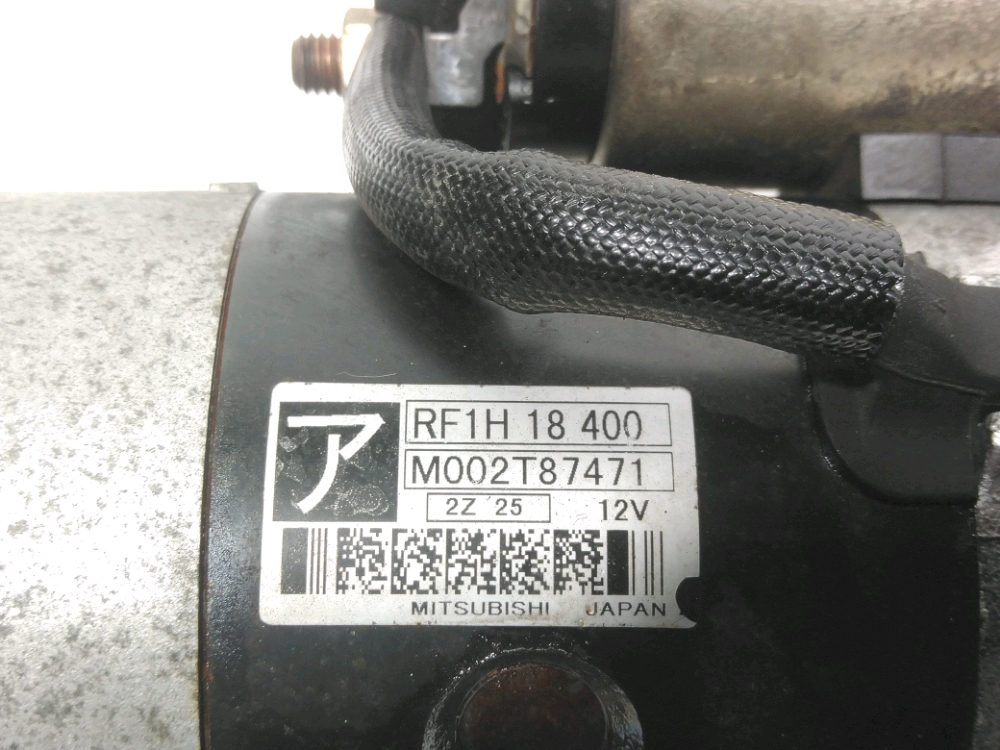 ア
RF1H 18 400
M002T87471
2Z 25 12V
MITSUBISHI JAPAN